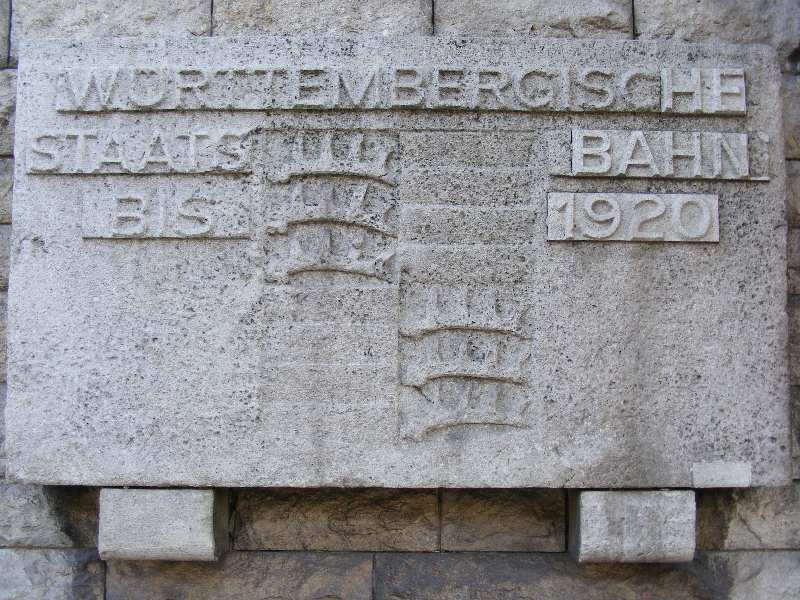 WÜRTTEMBERGISCHE
STAATS BAHN
BIS 1920